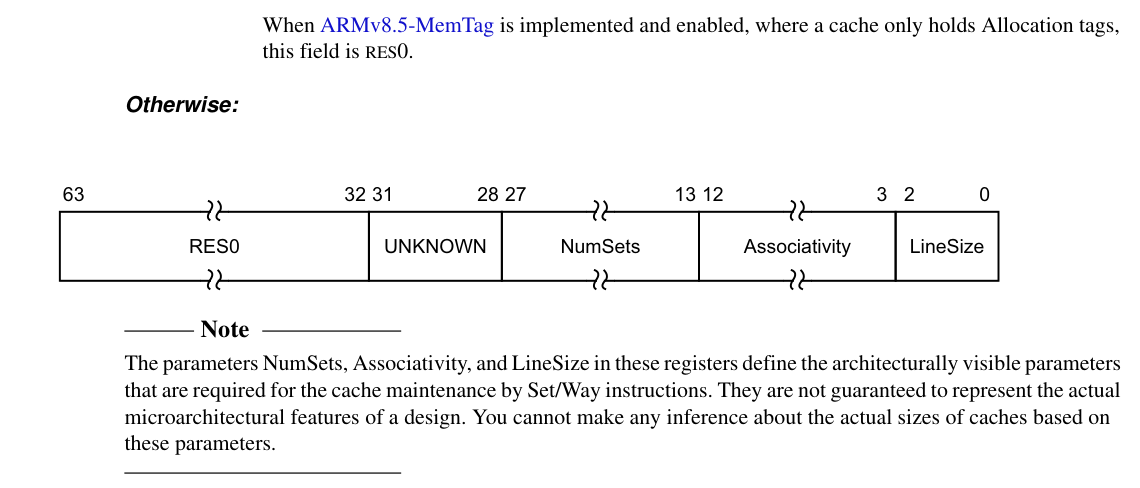 When ARMv8.5-MemTag is implemented and enabled, where a cache only holds Allocation tags,
this field is RES0.
Otherwise:
63 32 31 28 27 13 12 3 2 0
RES0 UNKNOWN NumSets Associativity LineSize
Note
The parameters NumSets, Associativity, and LineSize in these registers define the architecturally visible parameters
that are required for the cache maintenance by Set/Way instructions. They are not guaranteed to represent the actual
microarchitectural features of a design. You cannot make any inference about the actual sizes of caches based on
these parameters.